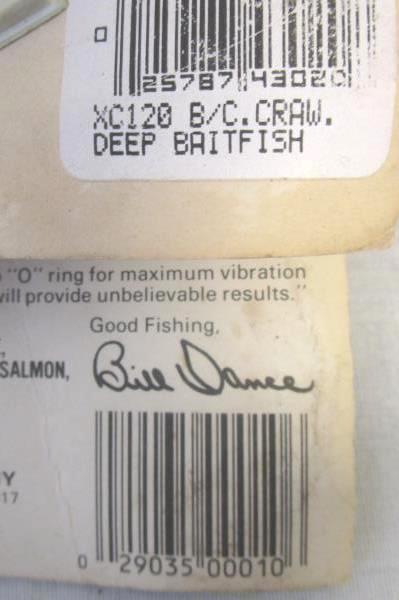 0
25787 43020
XC120 B/C.CRAW.
DEEP BAITFISH
"O" ring for maximum vibration
will provide unbelievable results."
Good Fishing,
SALMON,
Bill Dance
Y
17
0 29035 00010